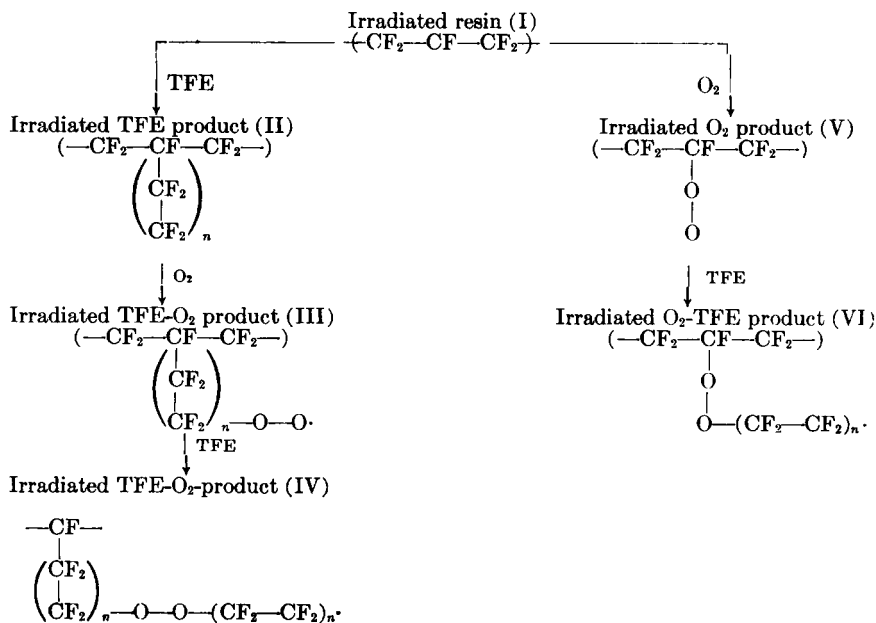 Irradiated resin (I)
(CF₂—CF—CF₂)
TFE
O₂
Irradiated TFE product (II)
(—CF₂—CF—CF₂—)
(CF₂
CF₂)ₙ
Irradiated O₂ product (V)
(—CF₂—CF—CF₂—)
O
O
O₂
TFE
Irradiated TFE-O₂ product (III)
(—CF₂—CF—CF₂—)
(CF₂
CF₂)ₙ—O—O·
Irradiated O₂-TFE product (VI)
(—CF₂—CF—CF₂—)
O
O—(CF₂—CF₂)ₙ·
TFE
Irradiated TFE-O₂-product (IV)
—CF—
(CF₂
CF₂)ₙ—O—O—(CF₂—CF₂)ₙ·